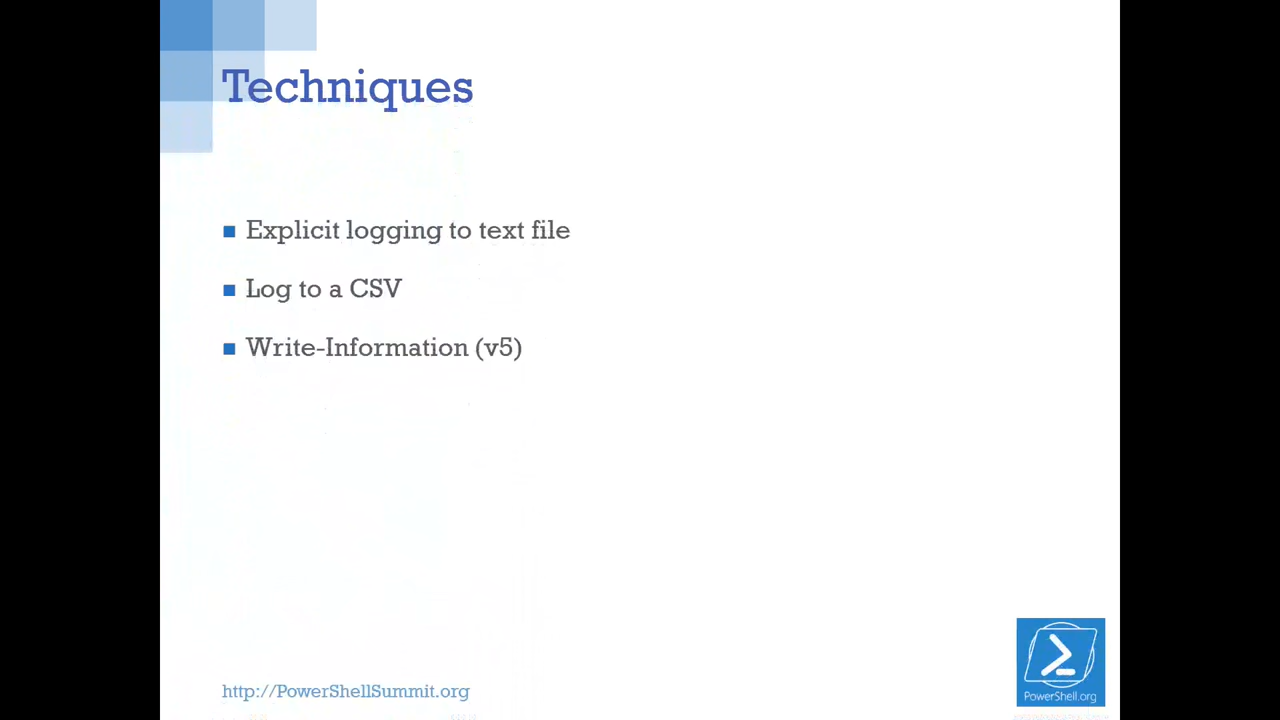 Techniques
Explicit logging to text file
Log to a CSV
Write-Information (v5)
http://PowerShellSummit.org
PowerShell.org